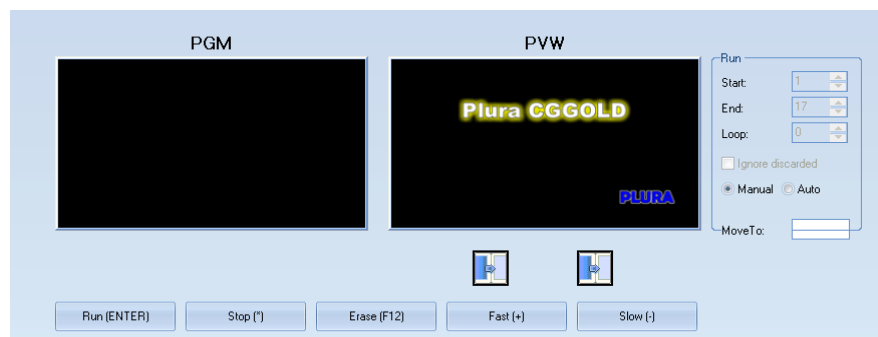 PGM
PVW
Plura CGGOLD
PLURA
Run
Start: 1
End: 17
Loop: 0
Ignore discarded
Manual Auto
MoveTo:
Run (ENTER) Stop (*) Erase (F12) Fast (+) Slow (-)